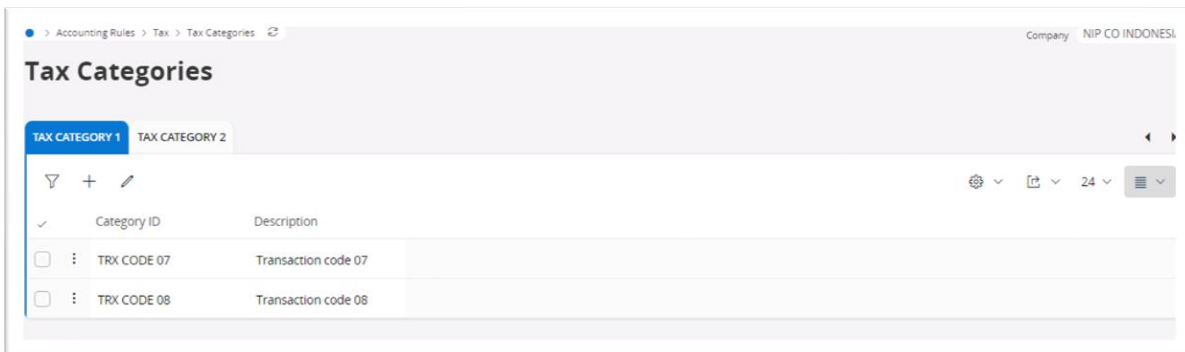 > Accounting Rules > Tax > Tax Categories
Company NIP CO INDONESIA
Tax Categories
TAX CATEGORY 1 TAX CATEGORY 2
24
Category ID Description
TRX CODE 07 Transaction code 07
TRX CODE 08 Transaction code 08